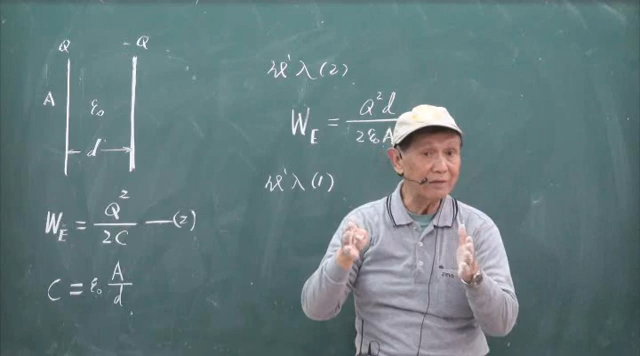 Q -Q
A ε₀
d
W_E = Q²/2C —(2)
C = ε₀ A/d
代入(2)
W_E = Q²d/2ε₀A
代入(1)